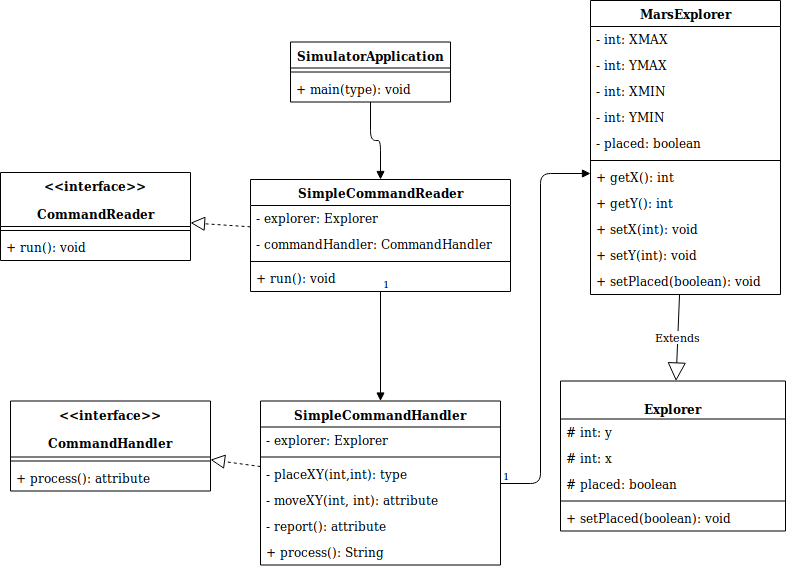 MarsExplorer
- int: XMAX
- int: YMAX
- int: XMIN
- int: YMIN
- placed: boolean
+ getX(): int
+ getY(): int
+ setX(int): void
+ setY(int): void
+ setPlaced(boolean): void
SimulatorApplication
+ main(type): void
<<interface>>
CommandReader
+ run(): void
SimpleCommandReader
- explorer: Explorer
- commandHandler: CommandHandler
+ run(): void
1
Extends
<<interface>>
CommandHandler
+ process(): attribute
SimpleCommandHandler
- explorer: Explorer
- placeXY(int,int): type
- moveXY(int, int): attribute
- report(): attribute
+ process(): String
1
Explorer
# int: y
# int: x
# placed: boolean
+ setPlaced(boolean): void